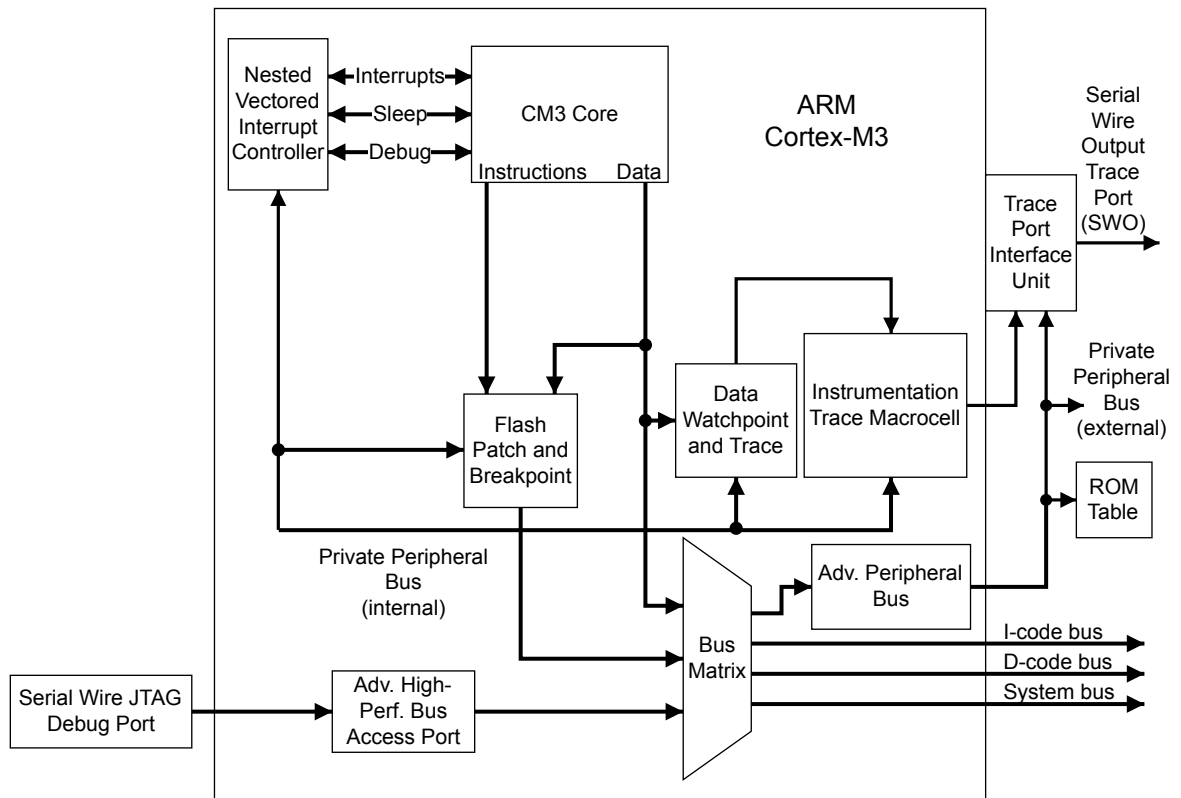 Nested
Vectored
Interrupt
Controller
Interrupts
Sleep
Debug
CM3 Core
Instructions
Data
ARM
Cortex-M3
Serial
Wire
Output
Trace
Port
(SWO)
Trace
Port
Interface
Unit
Flash
Patch and
Breakpoint
Data
Watchpoint
and Trace
Instrumentation
Trace Macrocell
Private
Peripheral
Bus
(external)
ROM
Table
Private Peripheral
Bus
(internal)
Adv. Peripheral
Bus
Bus
Matrix
I-code bus
D-code bus
System bus
Serial Wire JTAG
Debug Port
Adv. High-
Perf. Bus
Access Port